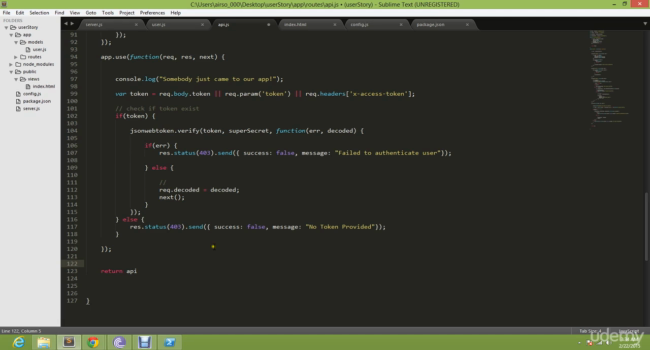 C:\Users\airso_000\Desktop\userStory\app\routes\api.js • (userStory) - Sublime Text (UNREGISTERED)
File Edit Selection Find View Goto Tools Project Preferences Help
FOLDERS
userStory
app
models
user.js
routes
node_modules
public
views
index.html
config.js
package.json
server.js
server.js user.js api.js index.html config.js package.json
91 });
92 });
93
94 app.use(function(req, res, next) {
95
96
97 console.log("Somebody just came to our app!");
98
99 var token = req.body.token || req.param('token') || req.headers['x-access-token'];
100
101 // check if token exist
102 if(token) {
103
104 jsonwebtoken.verify(token, superSecret, function(err, decoded) {
105
106 if(err) {
107 res.status(403).send({ success: false, message: "Failed to authenticate user"});
108
109 } else {
110
111 //
112 req.decoded = decoded;
113 next();
114 }
115 });
116 } else {
117 res.status(403).send({ success: false, message: "No Token Provided"});
118 }
119
120 });
121
122
123 return api
124
125
126
127 }
Line 122, Column 5
Tab Size: 4
JavaScript
udemy